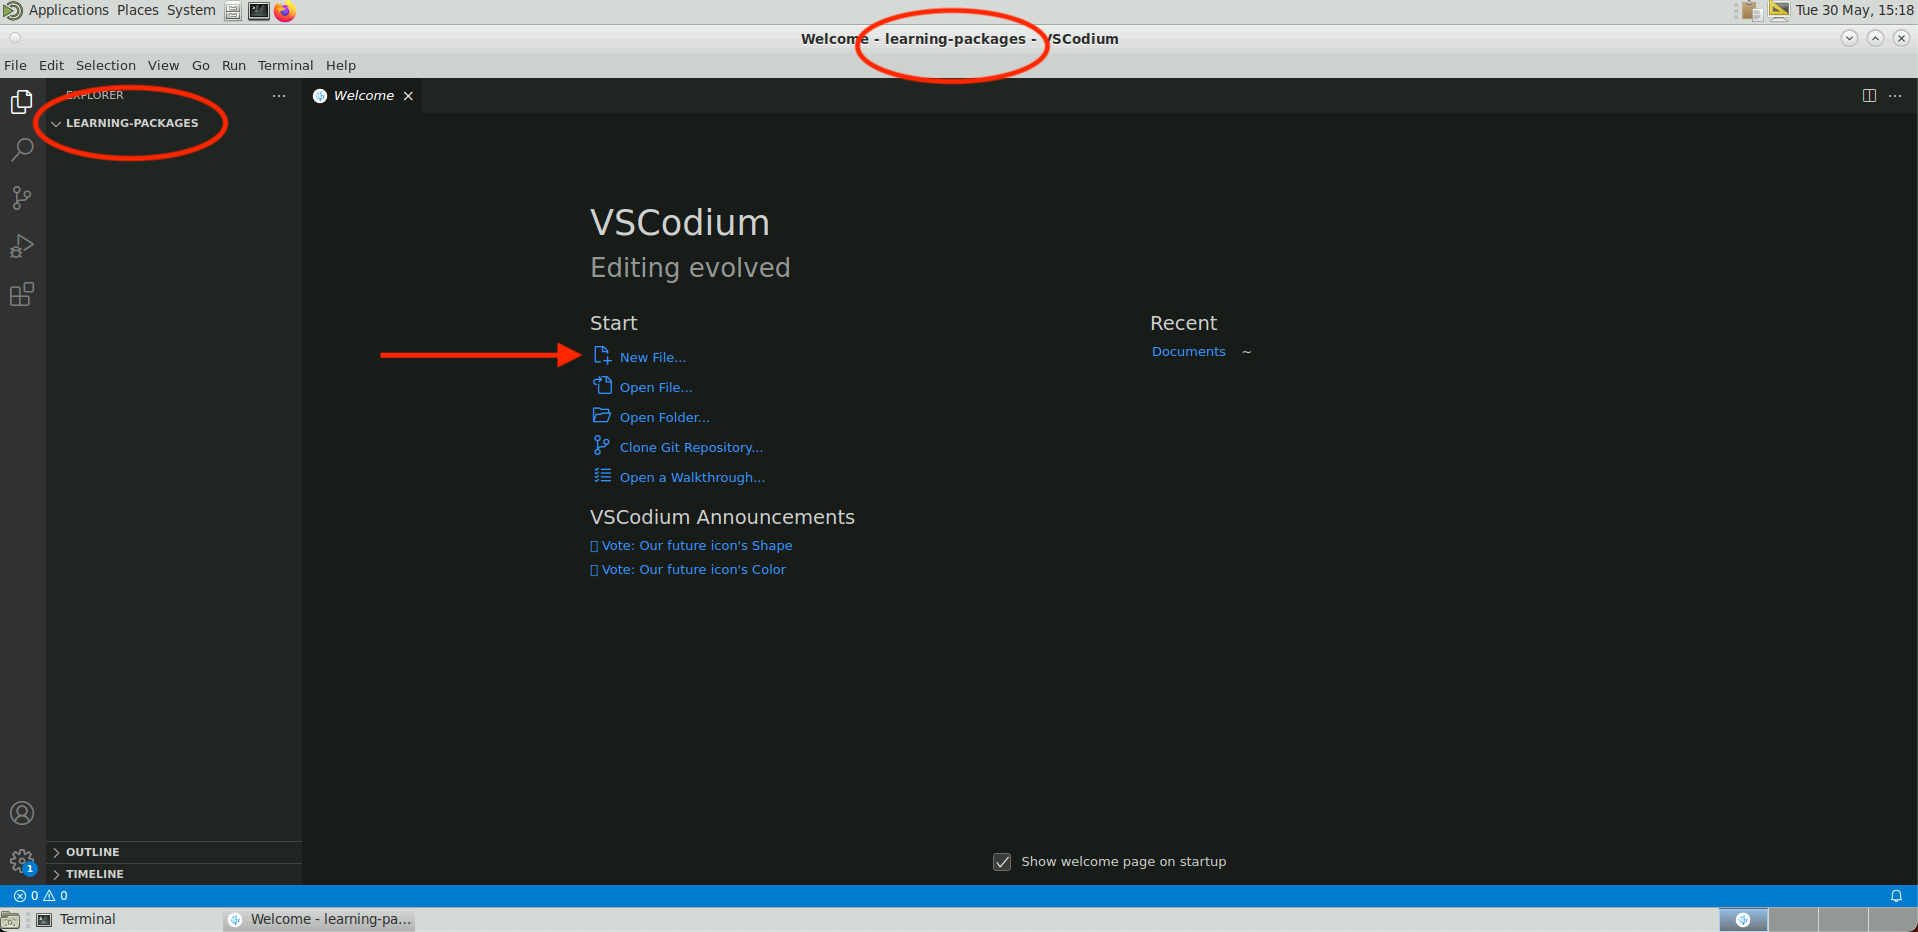 Applications Places System Tue 30 May, 15:18
Welcome - learning-packages - VSCodium
File Edit Selection View Go Run Terminal Help
EXPLORER ...
Welcome
LEARNING-PACKAGES
VSCodium
Editing evolved
Start
New File...
Open File...
Open Folder...
Clone Git Repository...
Open a Walkthrough...
Recent
Documents ~
VSCodium Announcements
Vote: Our future icon's Shape
Vote: Our future icon's Color
Show welcome page on startup
OUTLINE
TIMELINE
1
0 0
Terminal Welcome - learning-pa...